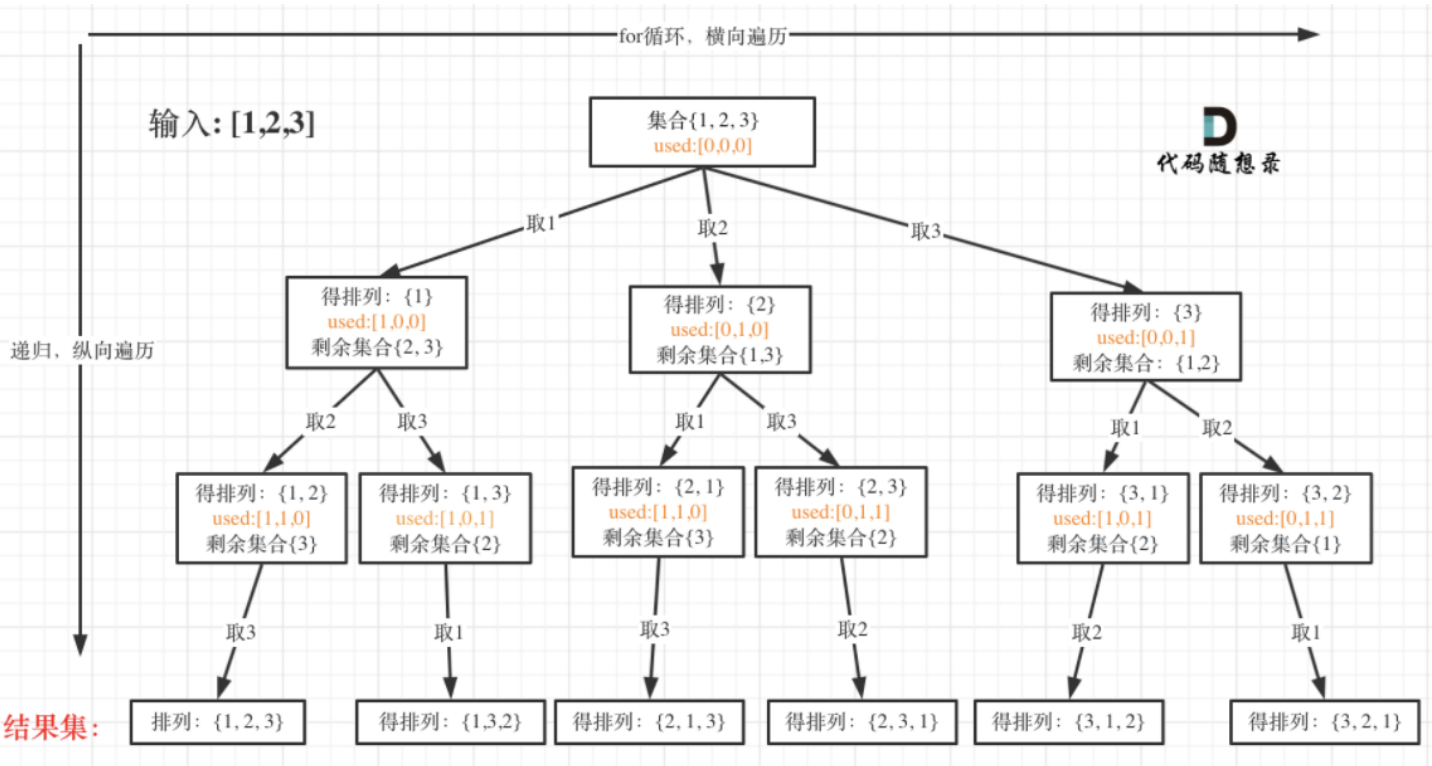 for循环，横向遍历
输入: [1,2,3]
集合{1, 2, 3}
used:[0,0,0]
代码随想录
取1
取2
取3
得排列：{1}
used:[1,0,0]
剩余集合{2, 3}
得排列：{2}
used:[0,1,0]
剩余集合{1,3}
得排列：{3}
used:[0,0,1]
剩余集合：{1,2}
递归，纵向遍历
取2
取3
取1
取3
取1
取2
得排列：{1, 2}
used:[1,1,0]
剩余集合{3}
得排列：{1, 3}
used:[1,0,1]
剩余集合{2}
得排列：{2, 1}
used:[1,1,0]
剩余集合{3}
得排列：{2, 3}
used:[0,1,1]
剩余集合{2}
得排列：{3, 1}
used:[1,0,1]
剩余集合{2}
得排列：{3, 2}
used:[0,1,1]
剩余集合{1}
取3
取1
取3
取2
取2
取1
结果集：
排列：{1, 2, 3}
得排列：{1,3,2}
得排列：{2, 1, 3}
得排列：{2, 3, 1}
得排列：{3, 1, 2}
得排列：{3, 2, 1}